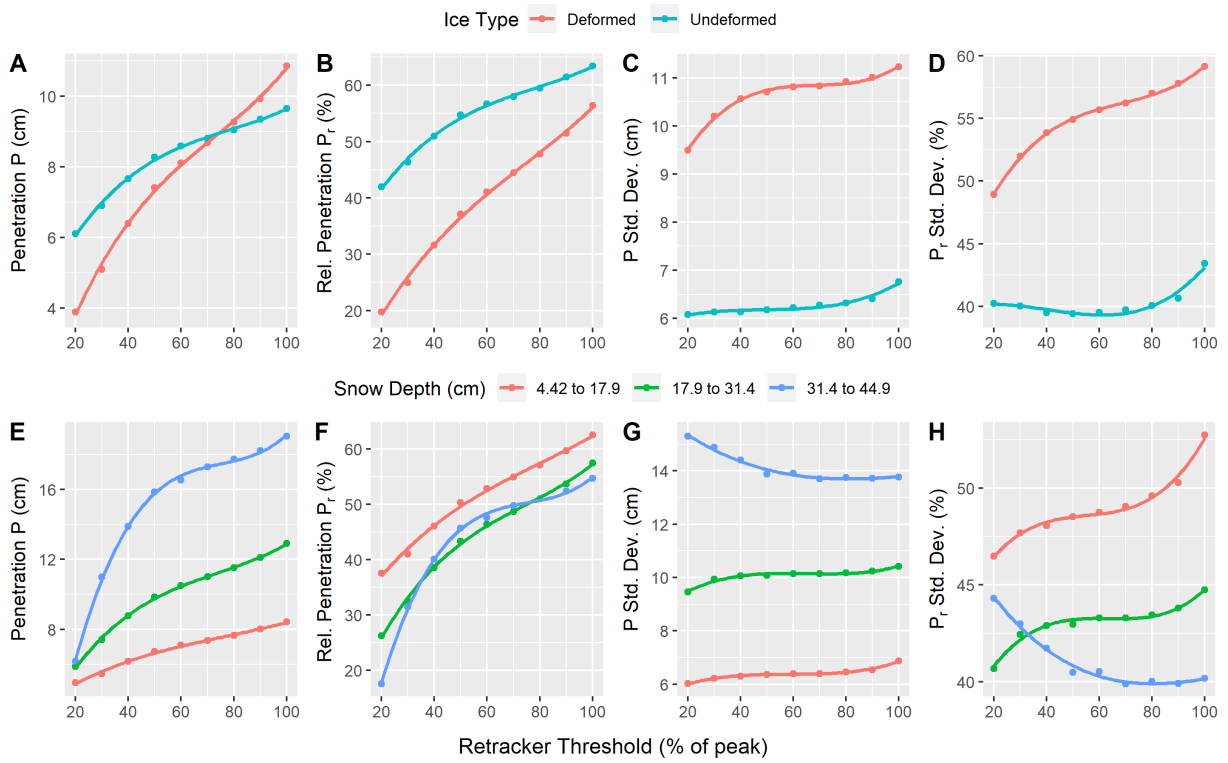 Ice Type Deformed Undeformed
A B C D
Penetration P (cm)
10
8
6
4
20 40 60 80 100
Rel. Penetration Pr (%)
60
50
40
30
20
20 40 60 80 100
P Std. Dev. (cm)
11
10
9
8
7
6
20 40 60 80 100
Pr Std. Dev. (%)
60
55
50
45
40
20 40 60 80 100
Snow Depth (cm) 4.42 to 17.9 17.9 to 31.4 31.4 to 44.9
E F G H
Penetration P (cm)
16
12
8
20 40 60 80 100
Rel. Penetration Pr (%)
60
50
40
30
20
20 40 60 80 100
P Std. Dev. (cm)
14
12
10
8
6
20 40 60 80 100
Pr Std. Dev. (%)
50
45
40
20 40 60 80 100
Retracker Threshold (% of peak)